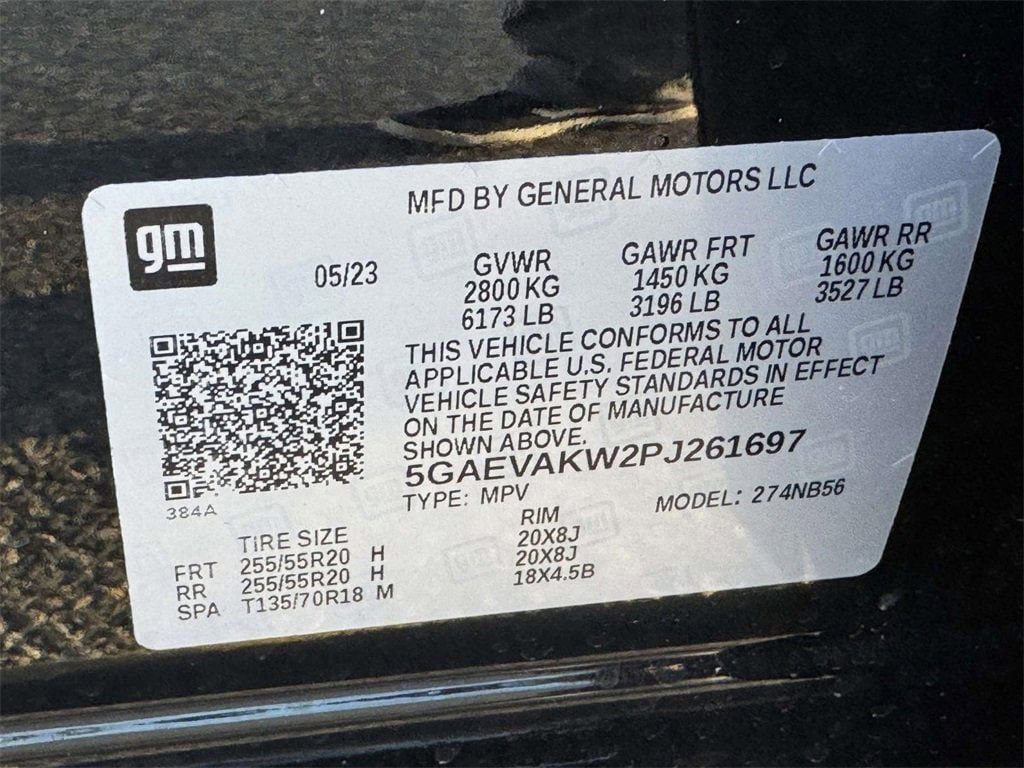 MFD BY GENERAL MOTORS LLC
gm
05/23
GVWR
2800 KG
6173 LB
GAWR FRT
1450 KG
3196 LB
GAWR RR
1600 KG
3527 LB
THIS VEHICLE CONFORMS TO ALL
APPLICABLE U.S. FEDERAL MOTOR
VEHICLE SAFETY STANDARDS IN EFFECT
ON THE DATE OF MANUFACTURE
SHOWN ABOVE.
5GAEVAKW2PJ261697
TYPE: MPV MODEL: 274NB56
384A
TIRE SIZE RIM
FRT 255/55R20 H 20X8J
RR 255/55R20 H 20X8J
SPA T135/70R18 M 18X4.5B